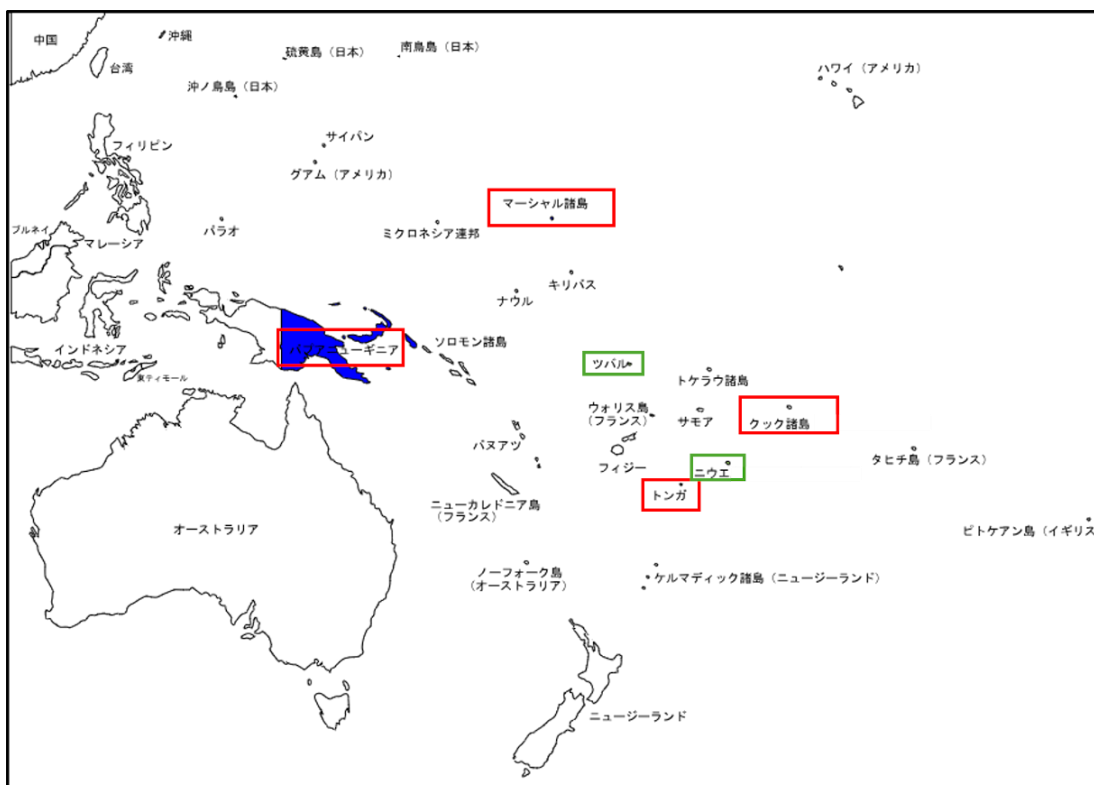 中国
沖縄
台湾
硫黄島（日本）
南鳥島（日本）
ハワイ（アメリカ）
沖ノ鳥島（日本）
フィリピン
サイパン
グアム（アメリカ）
マーシャル諸島
ブルネイ
マレーシア
パラオ
ミクロネシア連邦
キリバス
ナウル
インドネシア
パプアニューギニア
ソロモン諸島
ツバル
東ティモール
トケラウ諸島
ウォリス島
（フランス）
サモア
クック諸島
バヌアツ
フィジー
ニウエ
タヒチ島（フランス）
トンガ
ニューカレドニア島
（フランス）
オーストラリア
ピトケアン島（イギリス
ノーフォーク島
（オーストラリア）
ケルマディック諸島（ニュージーランド）
ニュージーランド